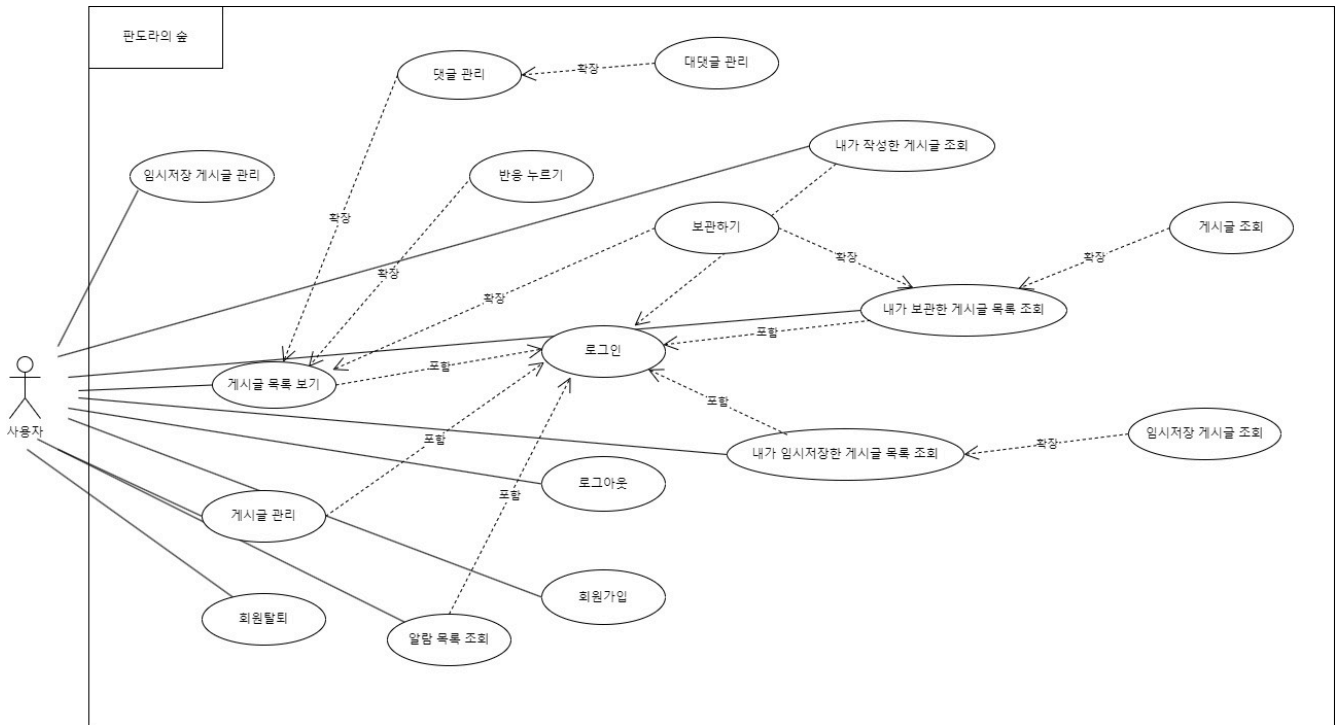 판도라의 숲
댓글 관리
확장
대댓글 관리
내가 작성한 게시글 조회
임시저장 게시글 관리
반응 누르기
확장
보관하기
게시글 조회
확장
확장
확장
확장
내가 보관한 게시글 목록 조회
포함
로그인
포함
게시글 목록 보기
포함
사용자
임시저장 게시글 조회
확장
포함
내가 임시저장한 게시글 목록 조회
로그아웃
포함
게시글 관리
회원가입
회원탈퇴
알람 목록 조회